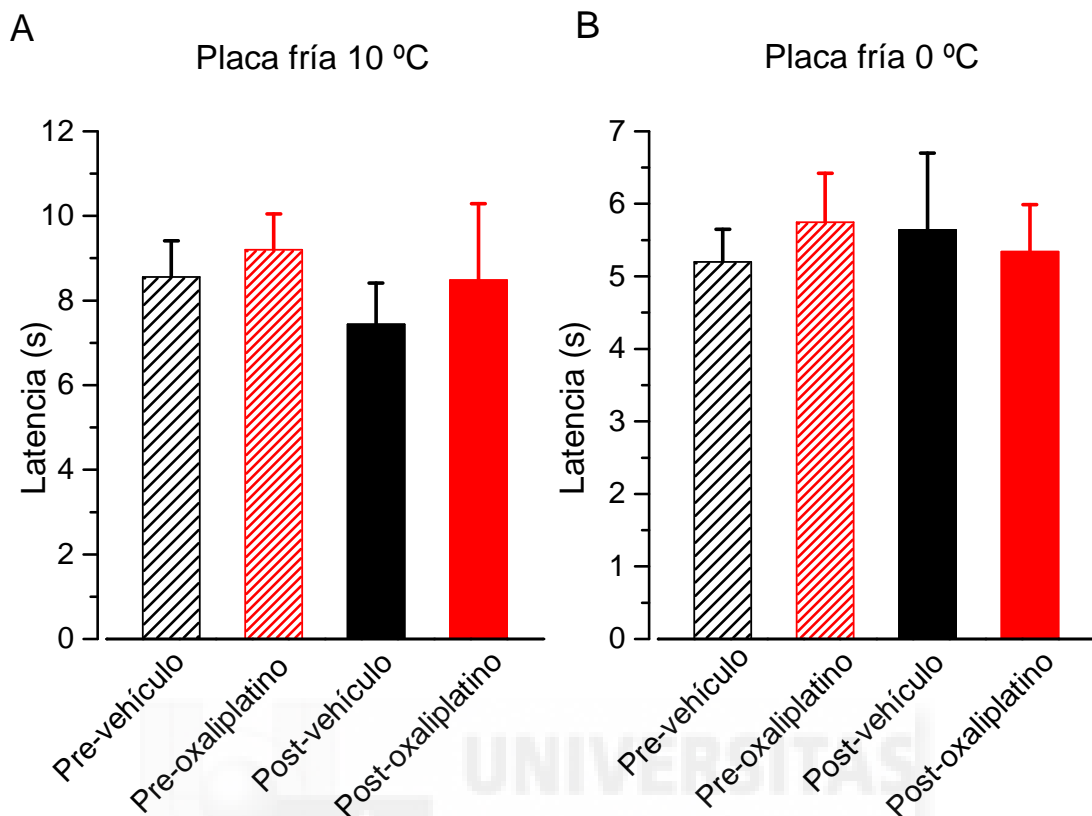 A
Placa fría 10 ºC
Latencia (s)
12
10
8
6
4
2
0
Pre-vehículo
Pre-oxaliplatino
Post-vehículo
Post-oxaliplatino
B
Placa fría 0 ºC
Latencia (s)
7
6
5
4
3
2
1
0
Pre-vehículo
Pre-oxaliplatino
Post-vehículo
Post-oxaliplatino
UNIVERSITAS